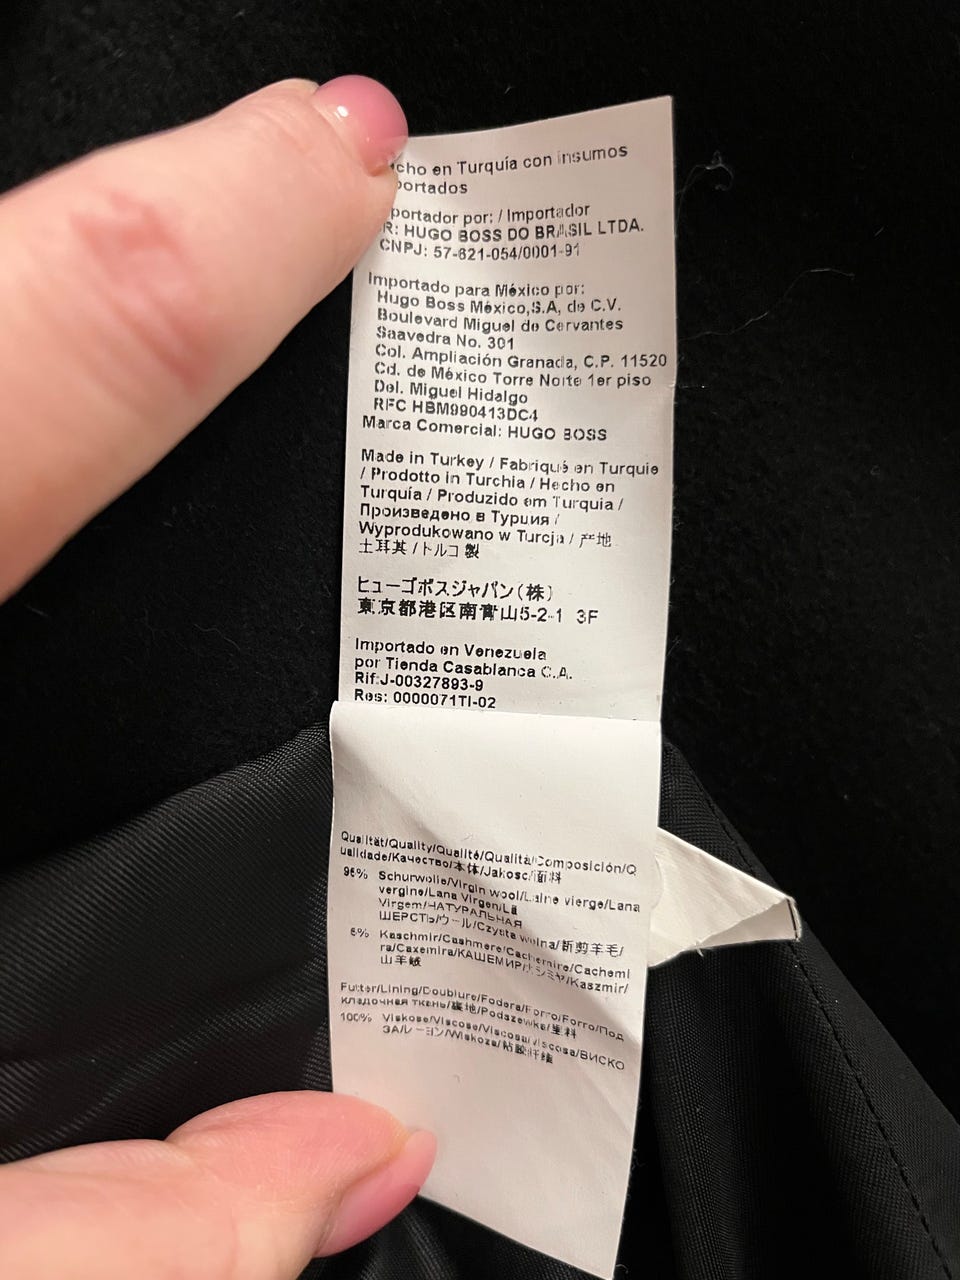 cho en Turquía con insumos
portados
portador por: / Importador
R: HUGO BOSS DO BRASIL LTDA.
CNPJ: 57-621-054/0001-91
Importado para México por:
Hugo Boss México,S.A, de C.V.
Boulevard Miguel de Cervantes
Saavedra No. 301
Col. Ampliación Granada, C.P. 11520
Cd. de México Torre Norte 1er piso
Del. Miguel Hidalgo
RFC HBM990413DC4
Marca Comercial: HUGO BOSS
Made in Turkey / Fabriqué en Turquie
/ Prodotto in Turchia / Hecho en
Turquía / Produzido em Turquia /
Произведено в Турция /
Wyprodukowano w Turcja / 产地
土耳其 / トルコ 製
ヒューゴボスジャパン(株)
東京都港区南青山5-2-1 3F
Importado en Venezuela
por Tienda Casablanca C.A.
Rif:J-00327893-9
Res: 0000071TI-02
Qualität/Quality/Qualité/Qualita/Composición/Q
ualidade/Качество/本体/Jakosc/面料
95% Schurwolle/Virgin wool/Laine vierge/Lana
vergine/Lana Virgen/Lã
Virgem/НАТУРАЛЬНАЯ
ШЕРСТЬ/ウール/Czysta wełna/新剪羊毛/
5% Kaschmir/Cashmere/Cachemire/Cachemi
ra/Caxemira/КАШЕМИР/カシミヤ/Kaszmir/
山羊绒
Futter/Lining/Doublure/Fodera/Forro/Forro/Под
кладочная ткань/裏地/Podszewka/里料
100% Viskose/Viscose/Viscosa/Viscosa/ВИСКО
ЗА/レーヨン/Wiskoza/粘胶纤维